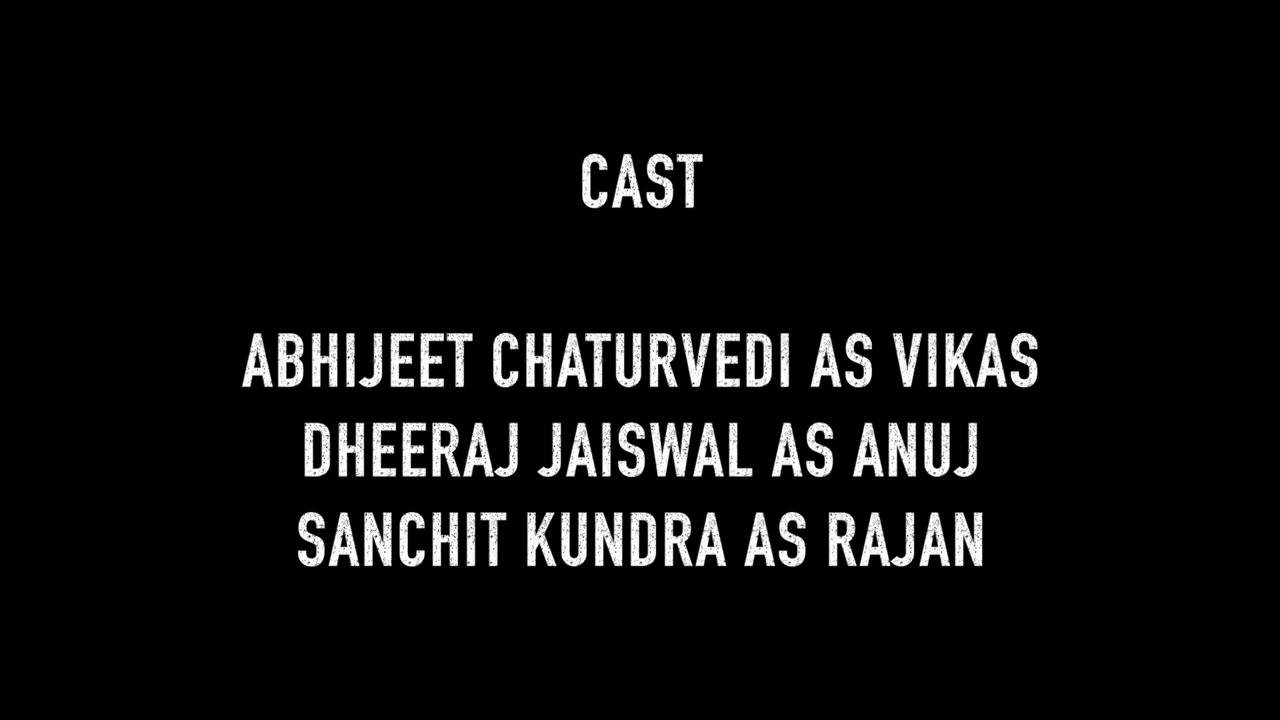 CAST
ABHIJEET CHATURVEDI AS VIKAS
DHEERAJ JAISWAL AS ANUJ
SANCHIT KUNDRA AS RAJAN